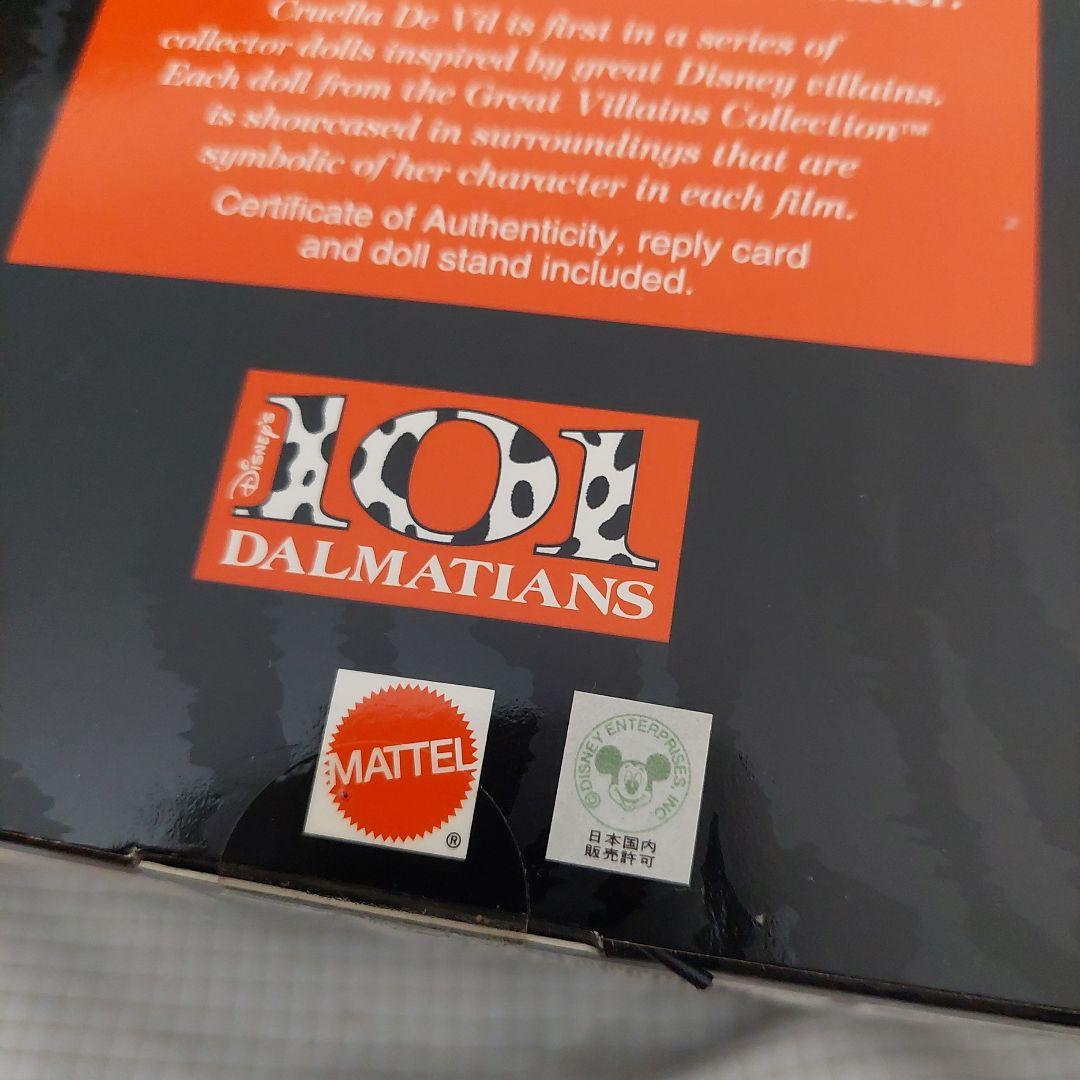 Cruella De Vil is first in a series of
collector dolls inspired by great Disney villains.
Each doll from the Great Villains Collection™
is showcased in surroundings that are
symbolic of her character in each film.
Certificate of Authenticity, reply card
and doll stand included.
DISNEY'S
101
DALMATIANS
MATTEL
®
©DISNEY ENTERPRISES, INC.
日本国内
販売許可